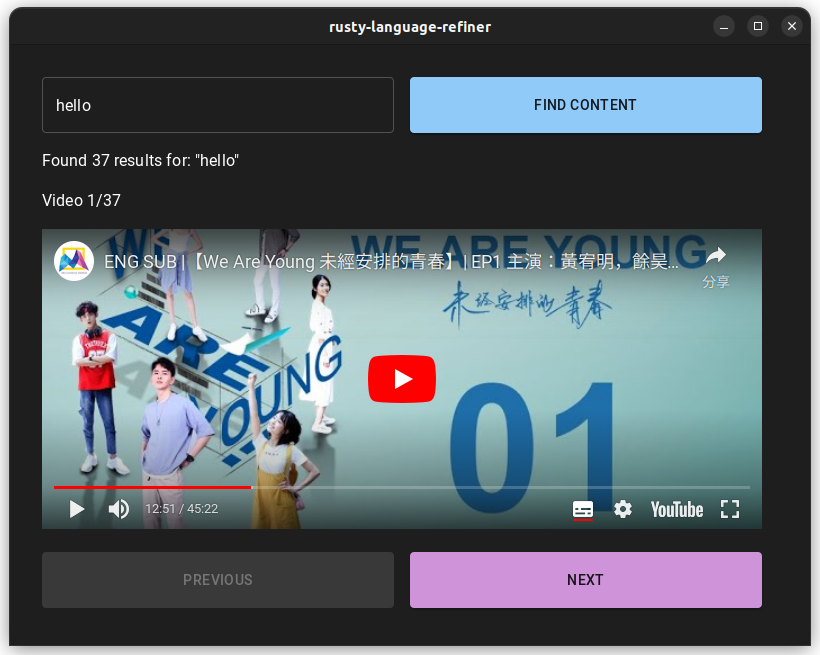 rusty-language-refiner
hello
FIND CONTENT
Found 37 results for: "hello"
Video 1/37
ENG SUB |【We Are Young 未經安排的青春】| EP1 主演：黃宥明，餘昊…
分享
WE ARE YOUNG
未经安排的青春
WE
ARE
YOUNG
!!
01
12:51 / 45:22
YouTube
PREVIOUS
NEXT